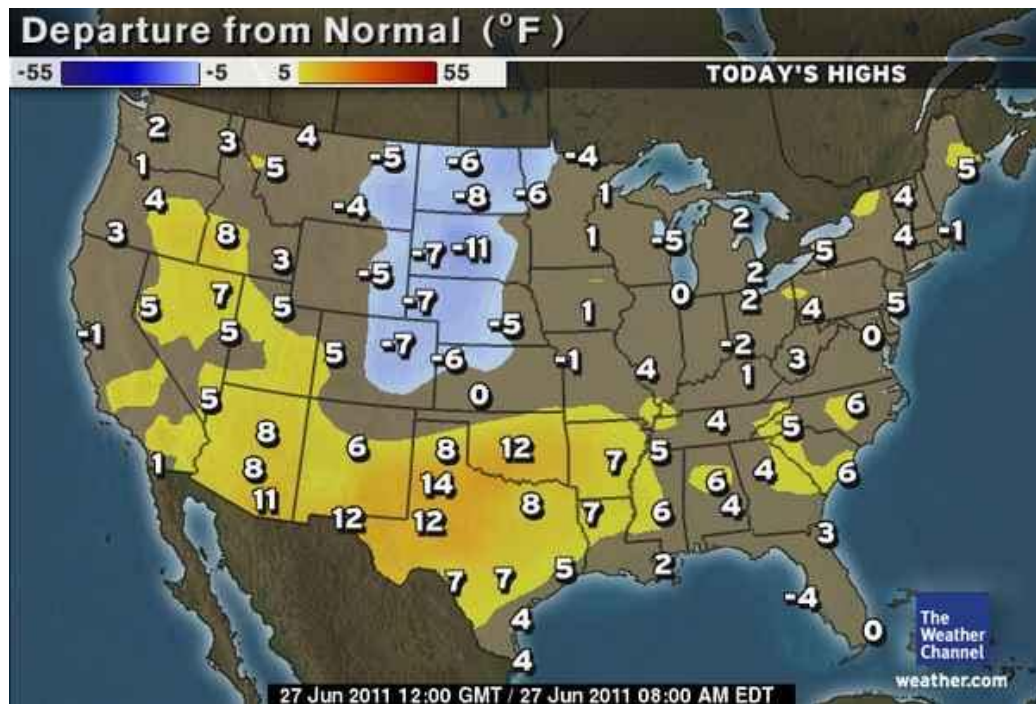 Departure from Normal (°F)
-55 -5 5 55 TODAY'S HIGHS
2 3 4
1 5 -5 -6 -4
4 -4 -8 -6 1 5
3 8 4
3 -7 -11 1 -5 2 4 -1
-5 5
5 7 5 -7 0 2
1 2 4 5
-1 5 -5
5 -7 -6 -1 -2 0
4 1 3
5 0
8 4 5 6
6 8 12 5
8 14 7 4 6
11 6
12 12 8 7 6 4
3
7 7 5 2
4 -4
0
4
The
Weather
Channel
weather.com
27 Jun 2011 12:00 GMT / 27 Jun 2011 08:00 AM EDT
1